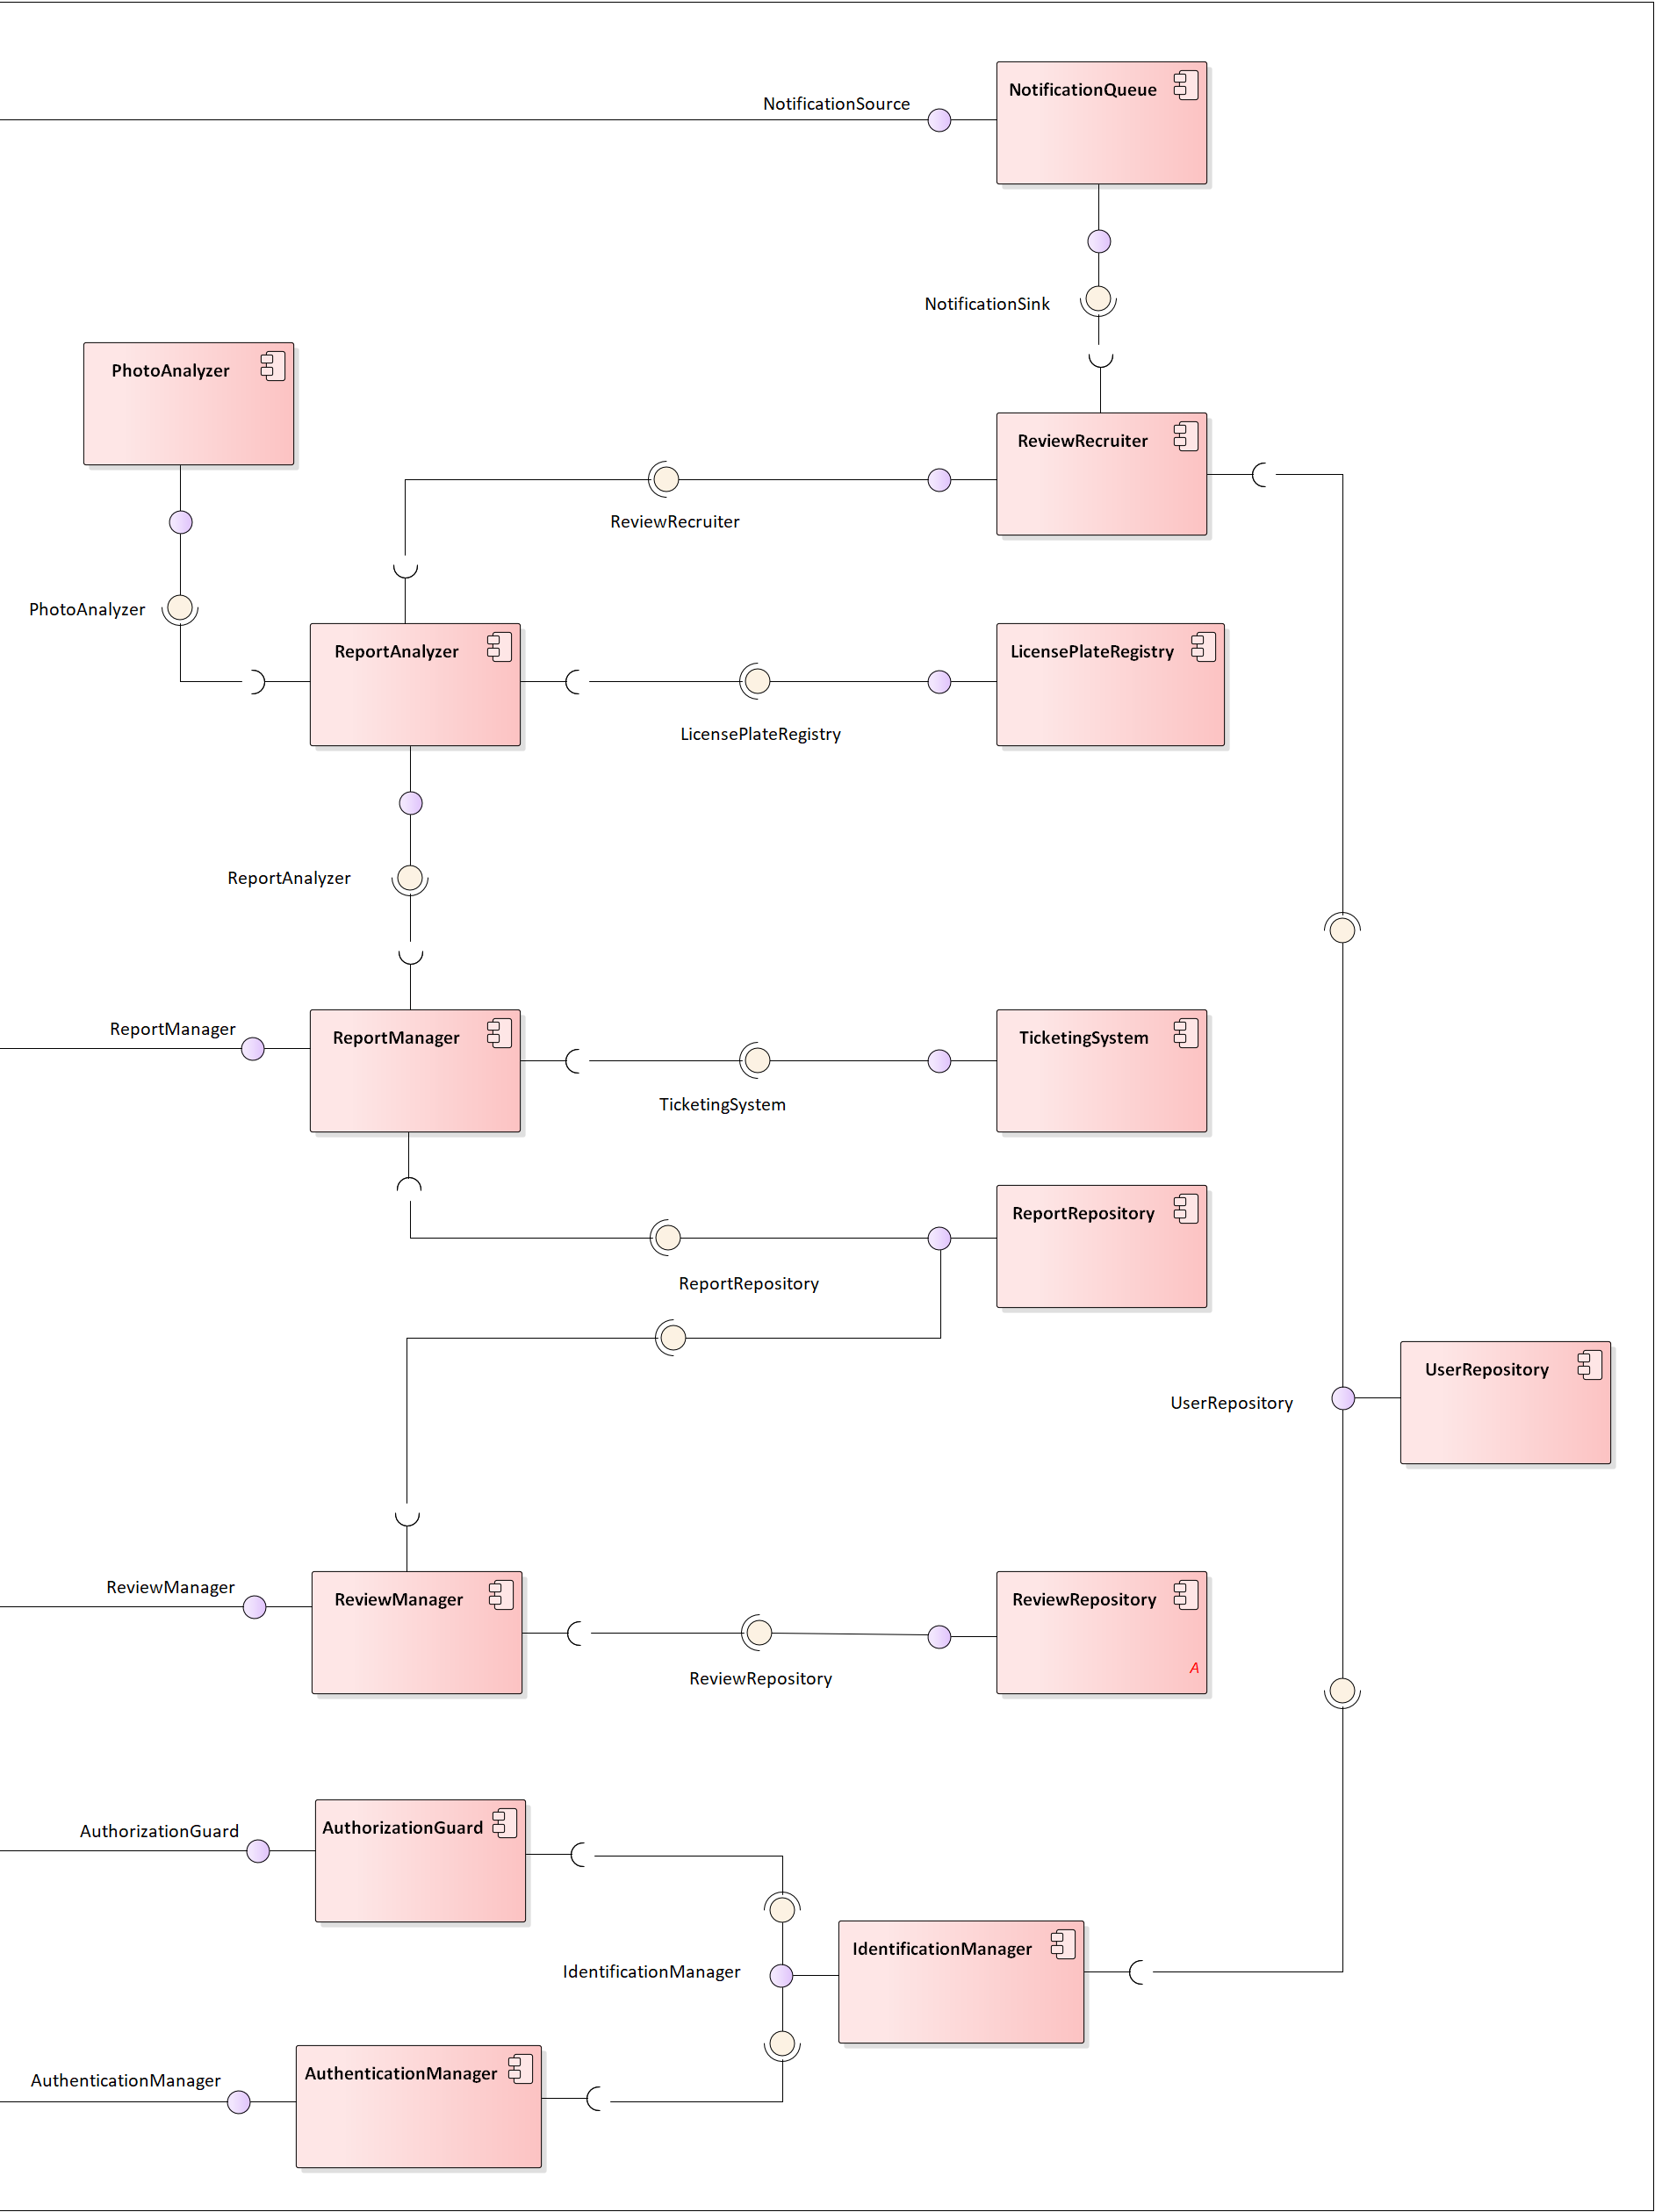 NotificationSource
NotificationQueue
NotificationSink
PhotoAnalyzer
ReviewRecruiter
ReviewRecruiter
PhotoAnalyzer
ReportAnalyzer
LicensePlateRegistry
LicensePlateRegistry
ReportAnalyzer
ReportManager
ReportManager
TicketingSystem
TicketingSystem
ReportRepository
ReportRepository
UserRepository
UserRepository
ReviewManager
ReviewManager
ReviewRepository
A
ReviewRepository
AuthorizationGuard
AuthorizationGuard
IdentificationManager
IdentificationManager
AuthenticationManager
AuthenticationManager